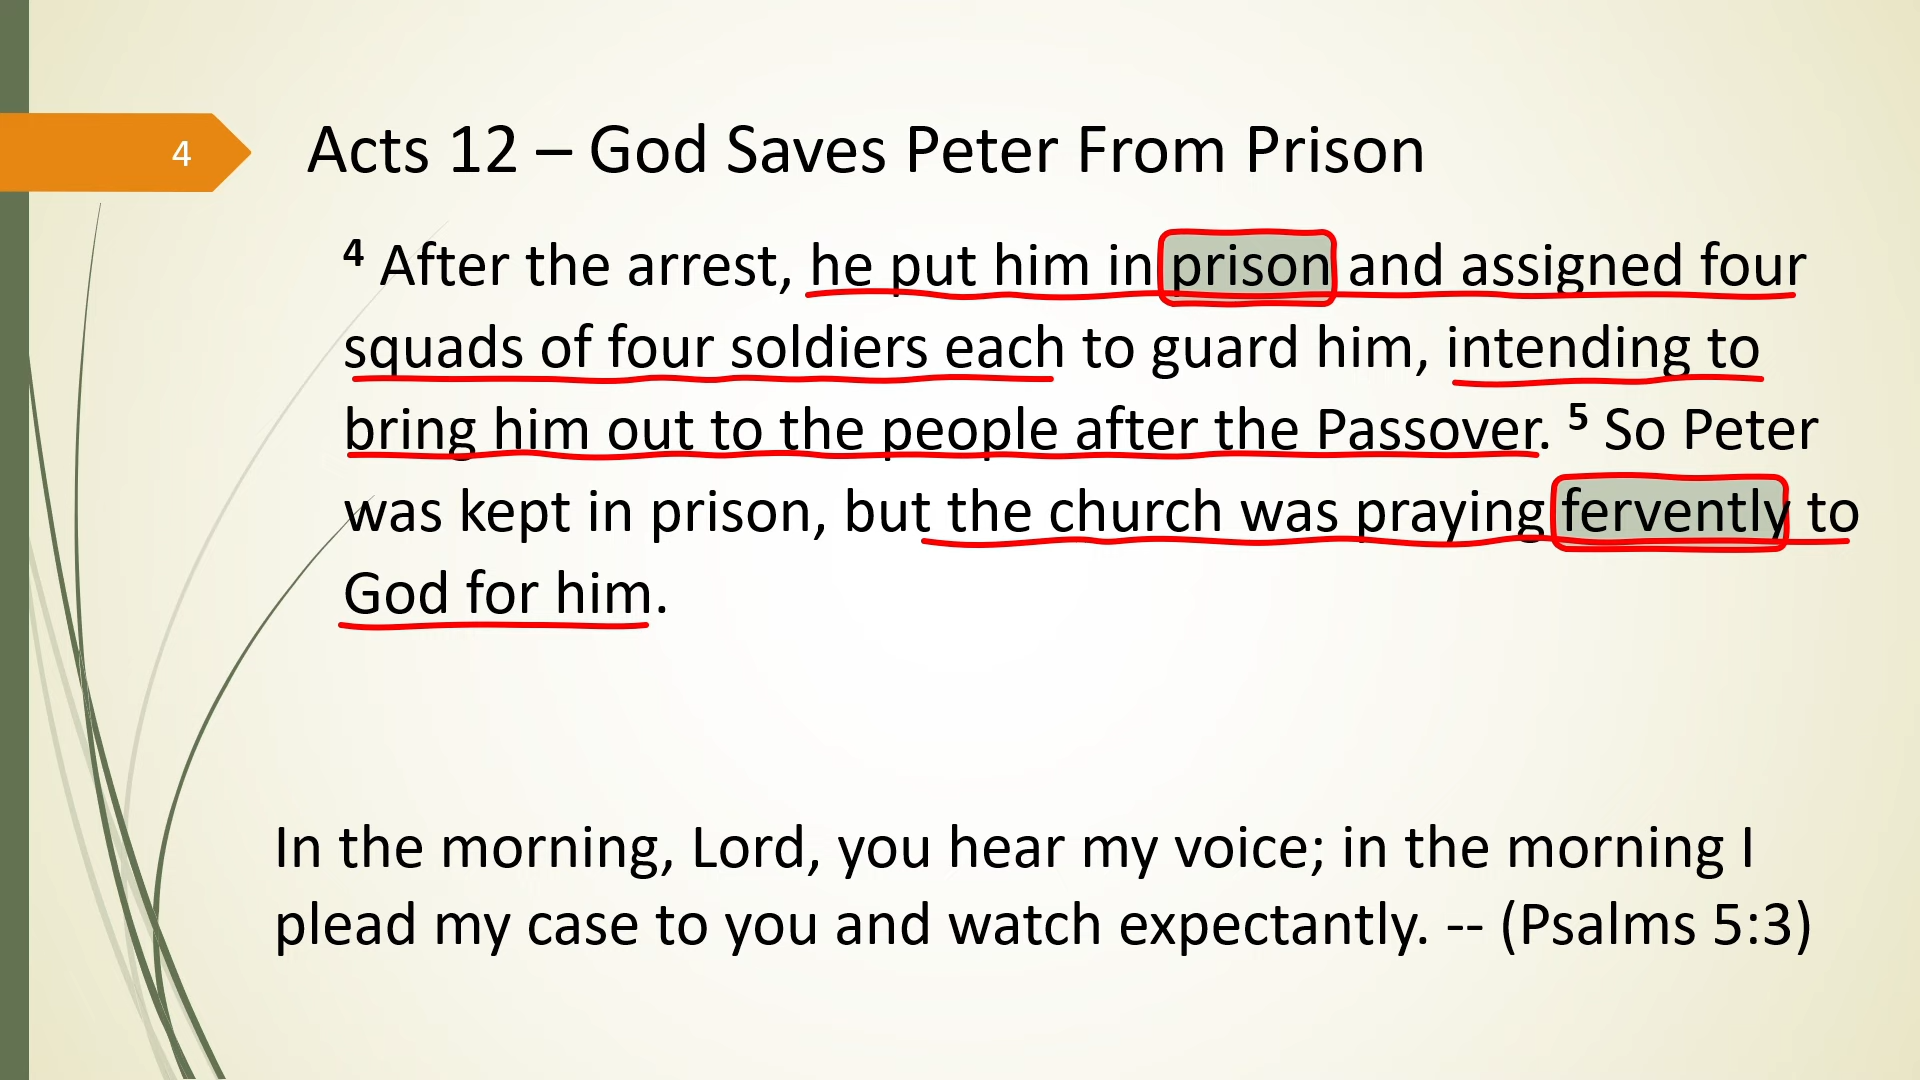 4
Acts 12 – God Saves Peter From Prison
4 After the arrest, he put him in prison and assigned four
squads of four soldiers each to guard him, intending to
bring him out to the people after the Passover. 5 So Peter
was kept in prison, but the church was praying fervently to
God for him.
In the morning, Lord, you hear my voice; in the morning I
plead my case to you and watch expectantly. -- (Psalms 5:3)